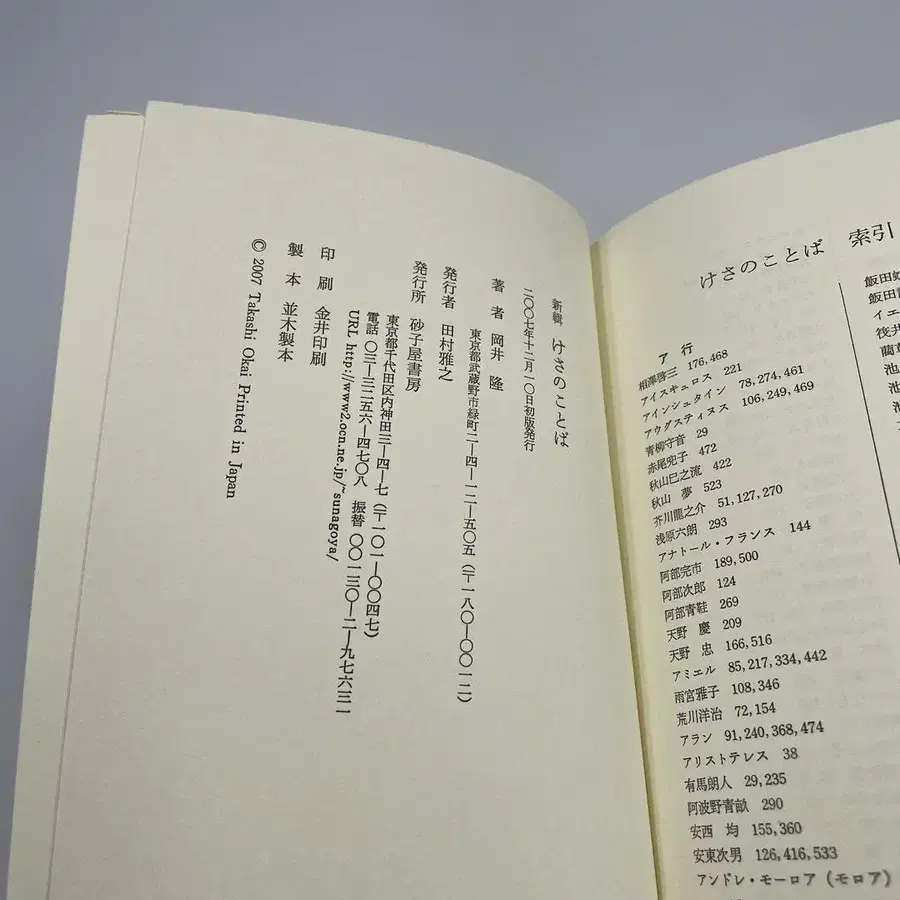 新輯 けさのことば
二〇〇七年十二月一〇日初版発行
著 者 岡井 隆
東京都武蔵野市緑町二―四―一二―五〇五（〒一八〇―〇〇一二）
発行者 田村雅之
発行所 砂子屋書房
東京都千代田区内神田三―四―七（〒一〇一―〇〇四七）
電話 〇三―三二五六―四七〇八 振替 〇〇一三〇―二―九七六三一
URL http://www2.ocn.ne.jp/~sunagoya/
印 刷 金井印刷
製 本 並木製本
© 2007 Takashi Okai Printed in Japan
けさのことば 索引
ア 行
相澤啓三 176,468
アイスキュロス 221
アインシュタイン 78,274,461
アウグスティヌス 106,249,469
青柳守音 29
赤尾兜子 472
秋山巳之流 422
秋山 夢 523
芥川龍之介 51,127,270
浅原六朗 293
アナトール・フランス 144
阿部完市 189,500
阿部次郎 124
阿部青鞋 269
天野 慶 209
天野 忠 166,516
アミエル 85,217,334,442
雨宮雅子 108,346
荒川洋治 72,154
アラン 91,240,368,474
アリストテレス 38
有馬朗人 29,235
阿波野青畝 290
安西 均 155,360
安東次男 126,416,533
アンドレ・モーロア（モロア）
飯田
飯田
イエ
筏井
藺草
池
池
池